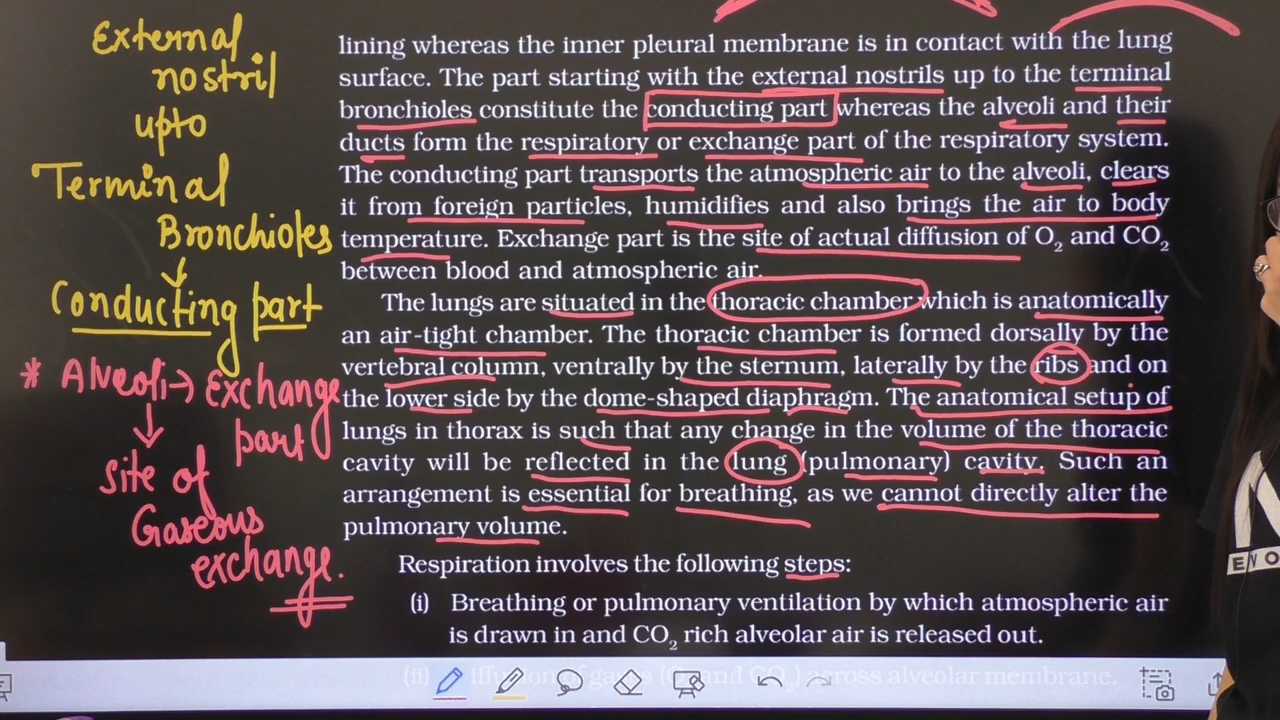 External
nostril
upto
Terminal
Bronchioles
Conducting part
* Alveoli → Exchange
part
Site of
Gaseous
exchange.
lining whereas the inner pleural membrane is in contact with the lung
surface. The part starting with the external nostrils up to the terminal
bronchioles constitute the conducting part whereas the alveoli and their
ducts form the respiratory or exchange part of the respiratory system.
The conducting part transports the atmospheric air to the alveoli, clears
it from foreign particles, humidifies and also brings the air to body
temperature. Exchange part is the site of actual diffusion of O₂ and CO₂
between blood and atmospheric air.
The lungs are situated in the thoracic chamber which is anatomically
an air-tight chamber. The thoracic chamber is formed dorsally by the
vertebral column, ventrally by the sternum, laterally by the ribs and on
the lower side by the dome-shaped diaphragm. The anatomical setup of
lungs in thorax is such that any change in the volume of the thoracic
cavity will be reflected in the lung (pulmonary) cavity. Such an
arrangement is essential for breathing, as we cannot directly alter the
pulmonary volume.
Respiration involves the following steps:
(i) Breathing or pulmonary ventilation by which atmospheric air
is drawn in and CO₂ rich alveolar air is released out.
(ii) across alveolar membrane.